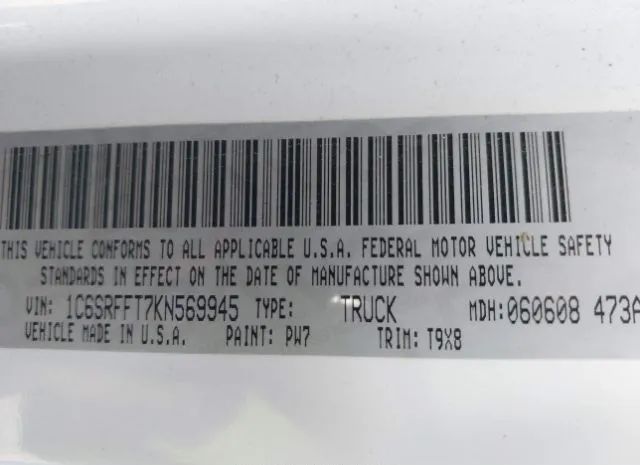 THIS VEHICLE CONFORMS TO ALL APPLICABLE U.S.A. FEDERAL MOTOR VEHICLE SAFETY
STANDARDS IN EFFECT ON THE DATE OF MANUFACTURE SHOWN ABOVE.
VIN: 1C6SRFFT7KN569945 TYPE: TRUCK MDH:060608 473A
VEHICLE MADE IN U.S.A. PAINT: PW7 TRIM: T9X8